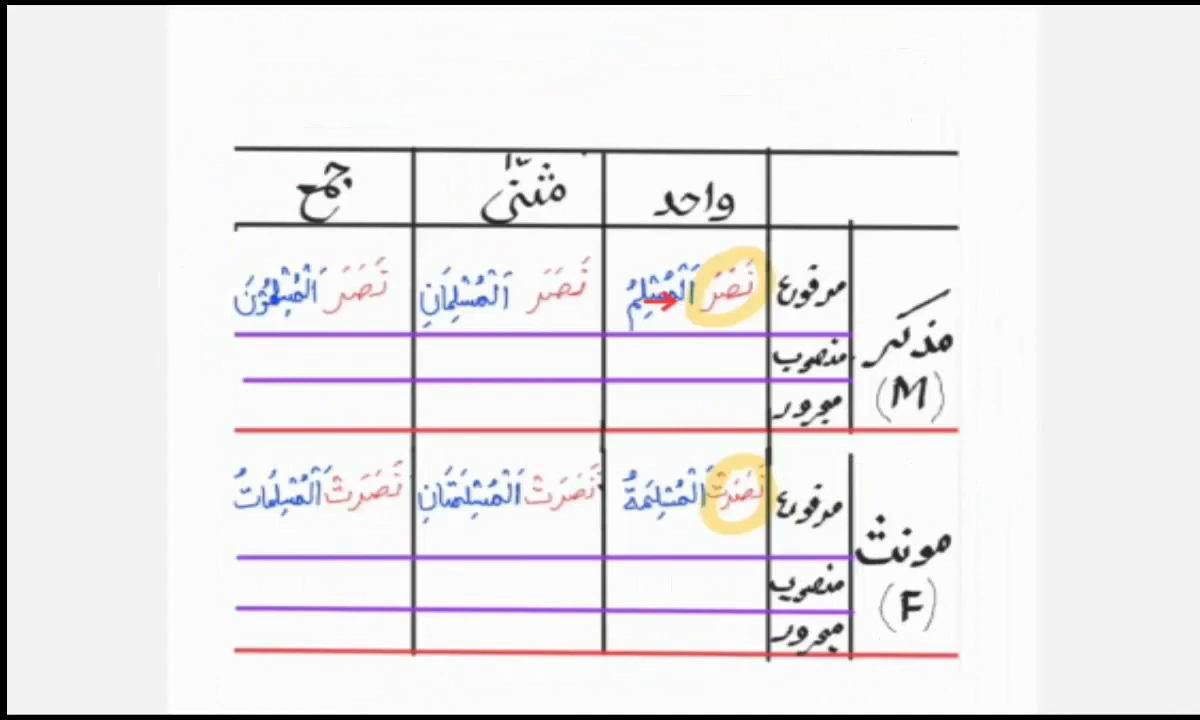 واحد مثنّى جمع
مرفوع نَصَرَ الْمُسْلِمُ نَصَرَ الْمُسْلِمَانِ نَصَرَ الْمُسْلِمُوْنَ
مذكر
(M)
منصوب
مجرور
مرفوع نَصَرَتْ الْمُسْلِمَةُ نَصَرَتْ الْمُسْلِمَتَانِ نَصَرَتْ الْمُسْلِمَاتُ
مونث
(F)
منصوب
مجرور